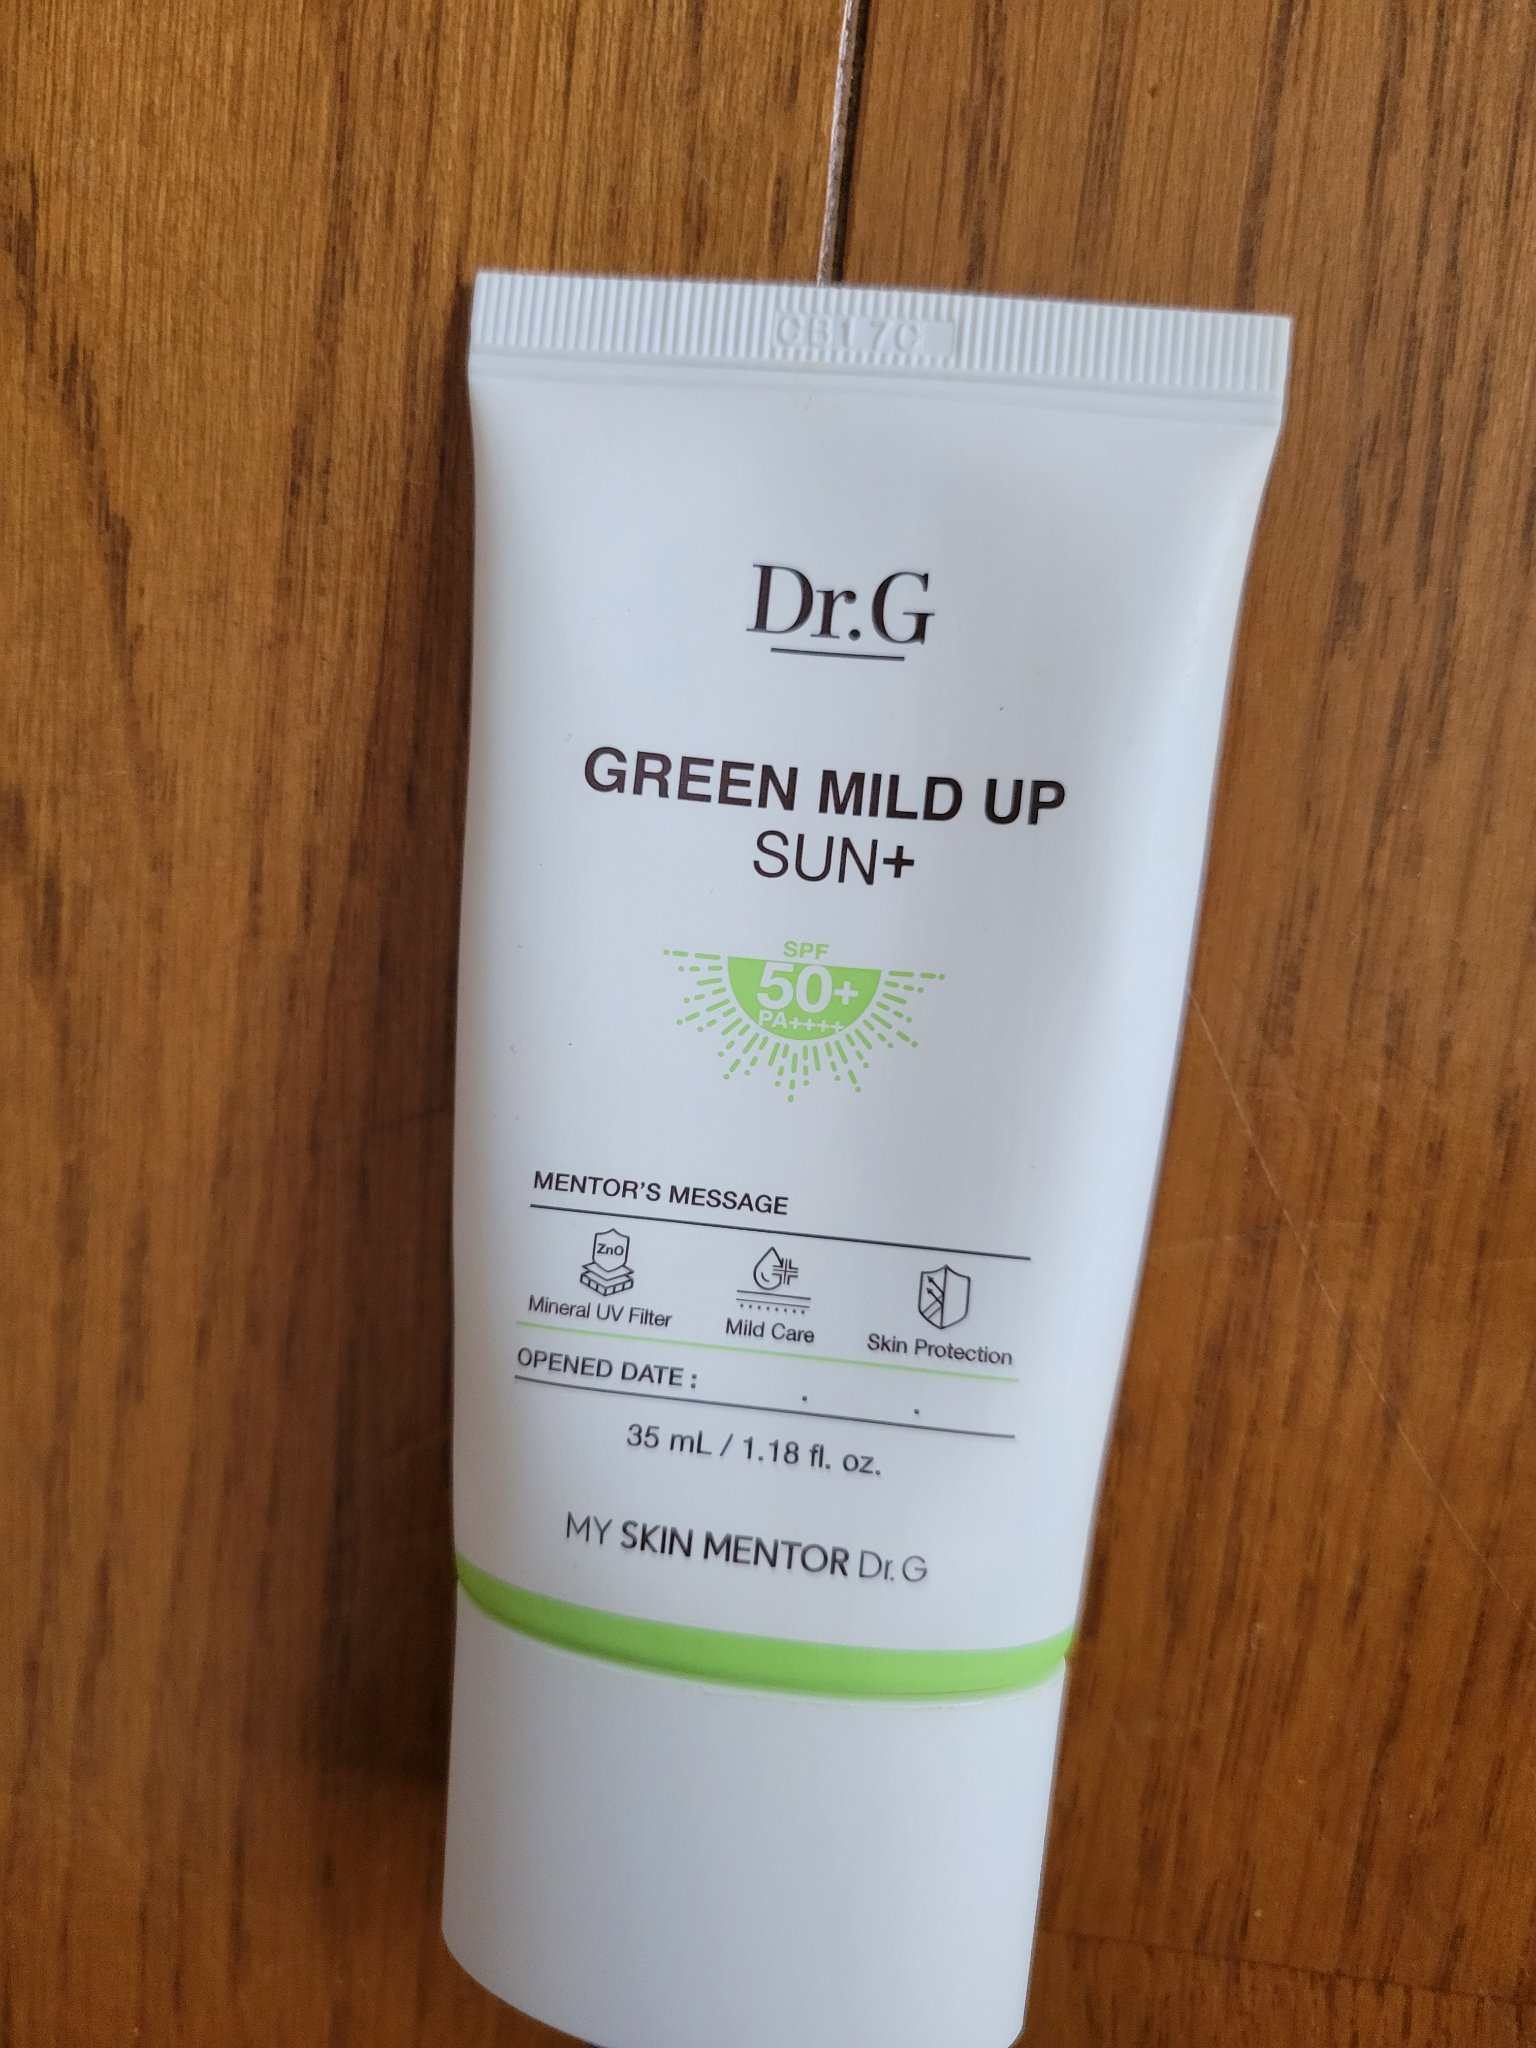 CB17C
Dr.G
GREEN MILD UP
SUN+
SPF
50+
PA++++
MENTOR'S MESSAGE
ZnO
Mineral UV Filter
Mild Care
Skin Protection
OPENED DATE : . .
35 mL / 1.18 fl. oz.
MY SKIN MENTOR Dr.G